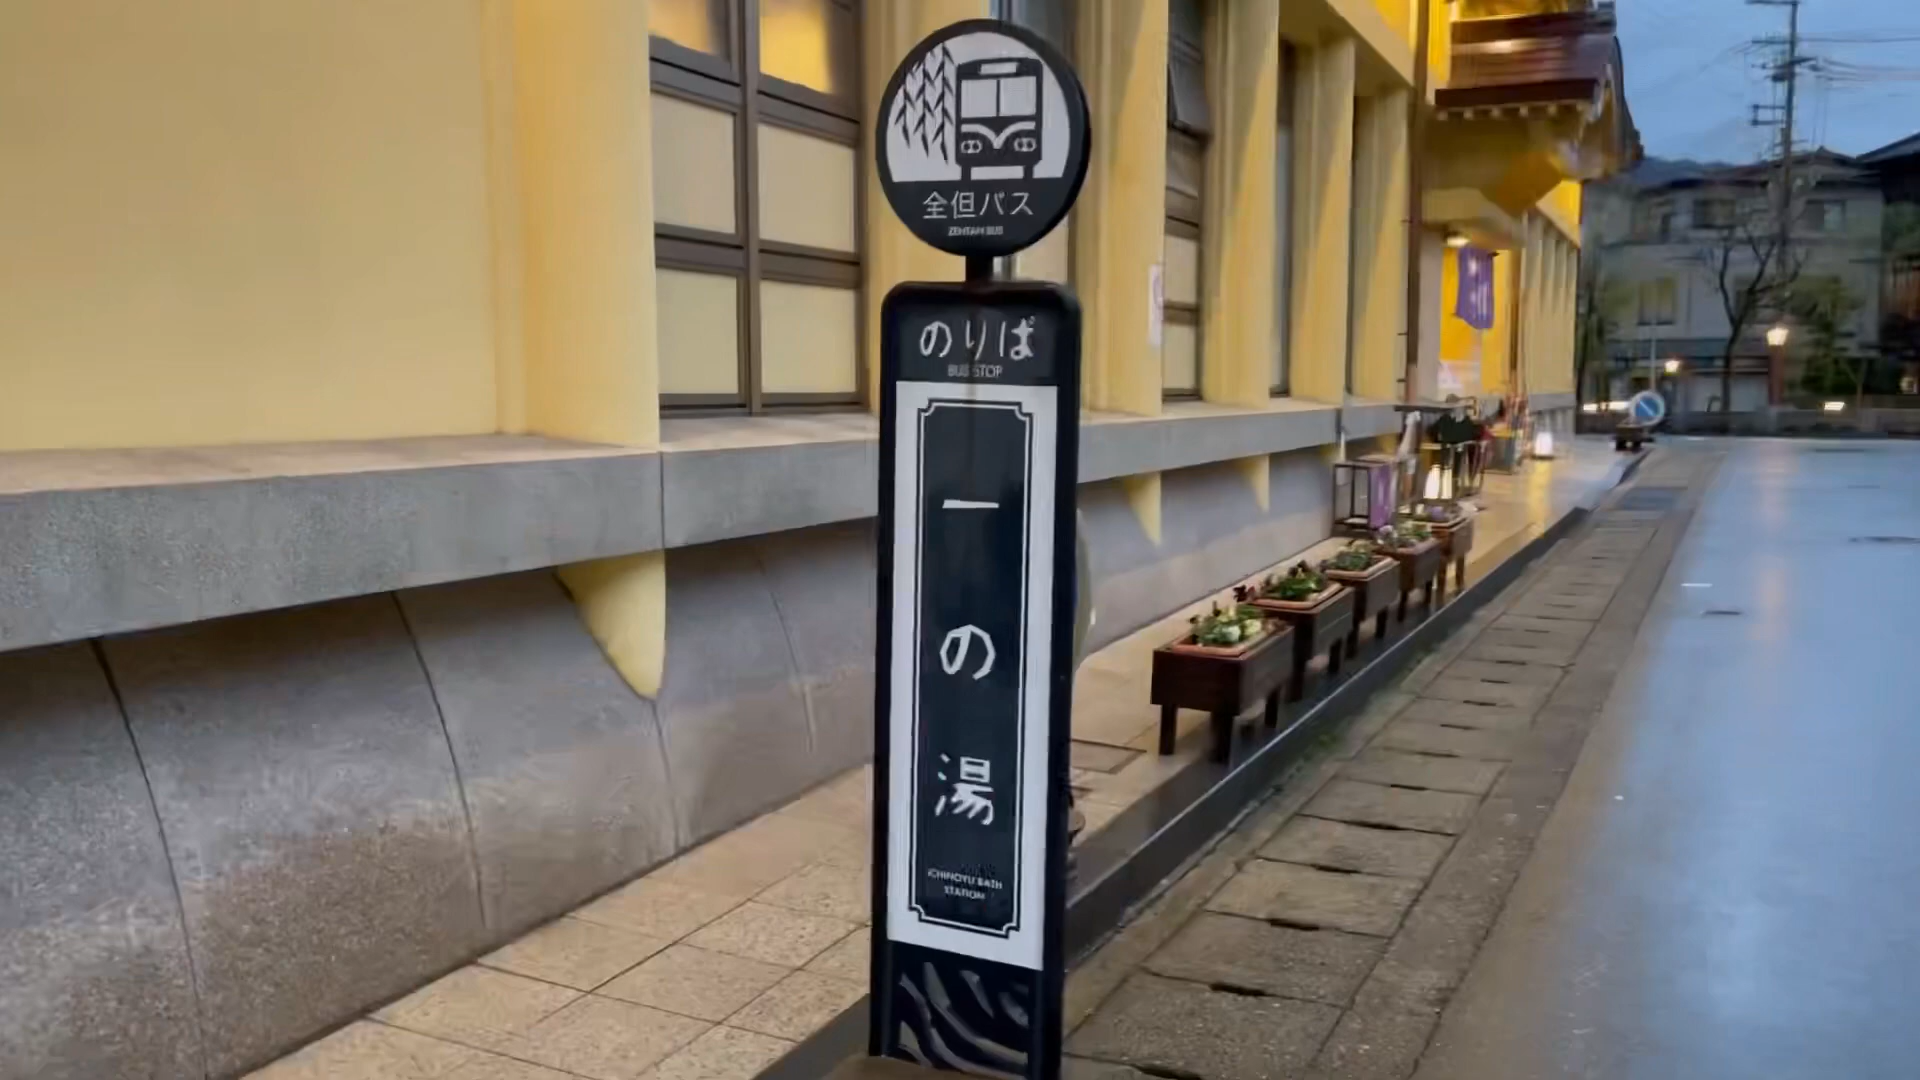 全但バス
ZENTAN BUS
のりば
BUS STOP
一の湯
ICHINOYU BATH
STATION